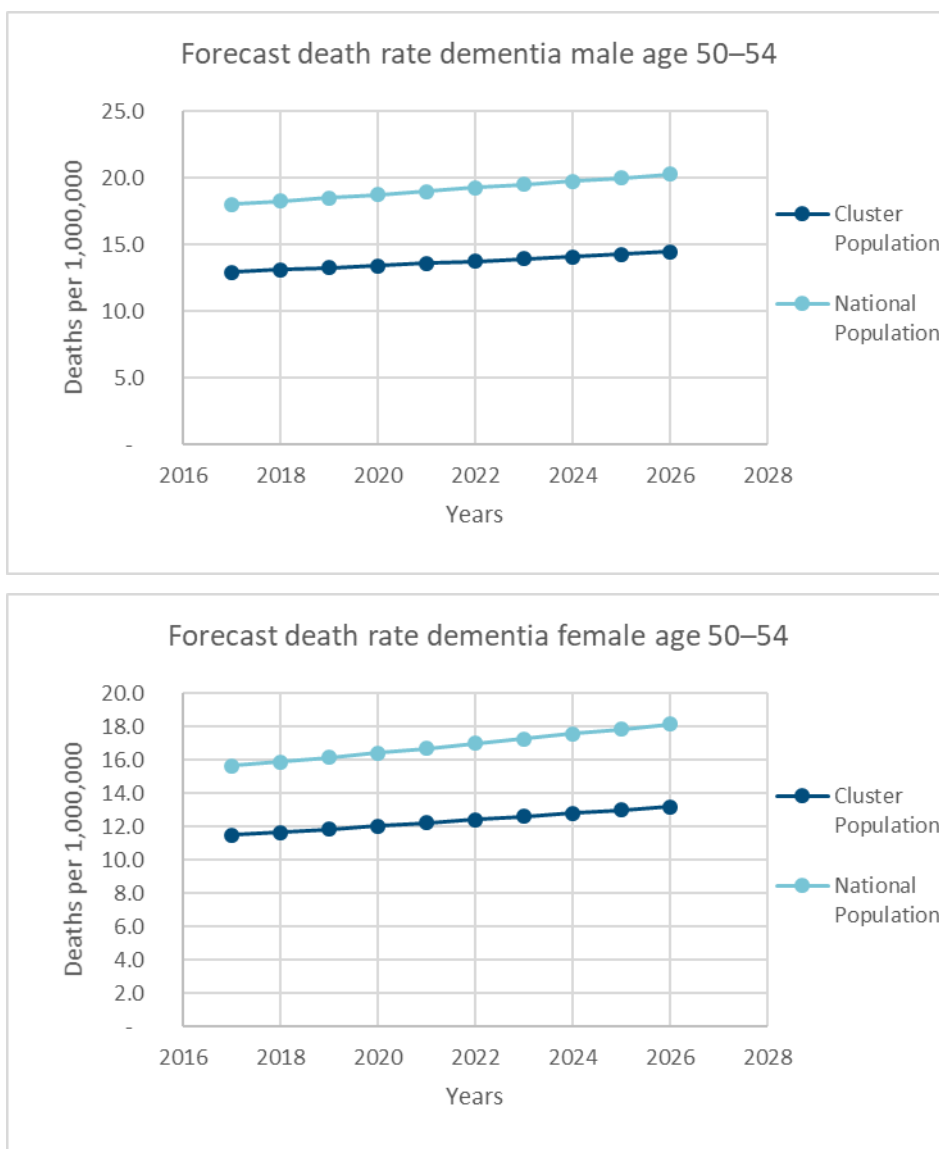 Forecast death rate dementia male age 50–54
Deaths per 1,000,000
25.0
20.0
15.0
10.0
5.0
-
2016 2018 2020 2022 2024 2026 2028
Years
Cluster
Population
National
Population
Forecast death rate dementia female age 50–54
Deaths per 1,000,000
20.0
18.0
16.0
14.0
12.0
10.0
8.0
6.0
4.0
2.0
-
2016 2018 2020 2022 2024 2026 2028
Years
Cluster
Population
National
Population